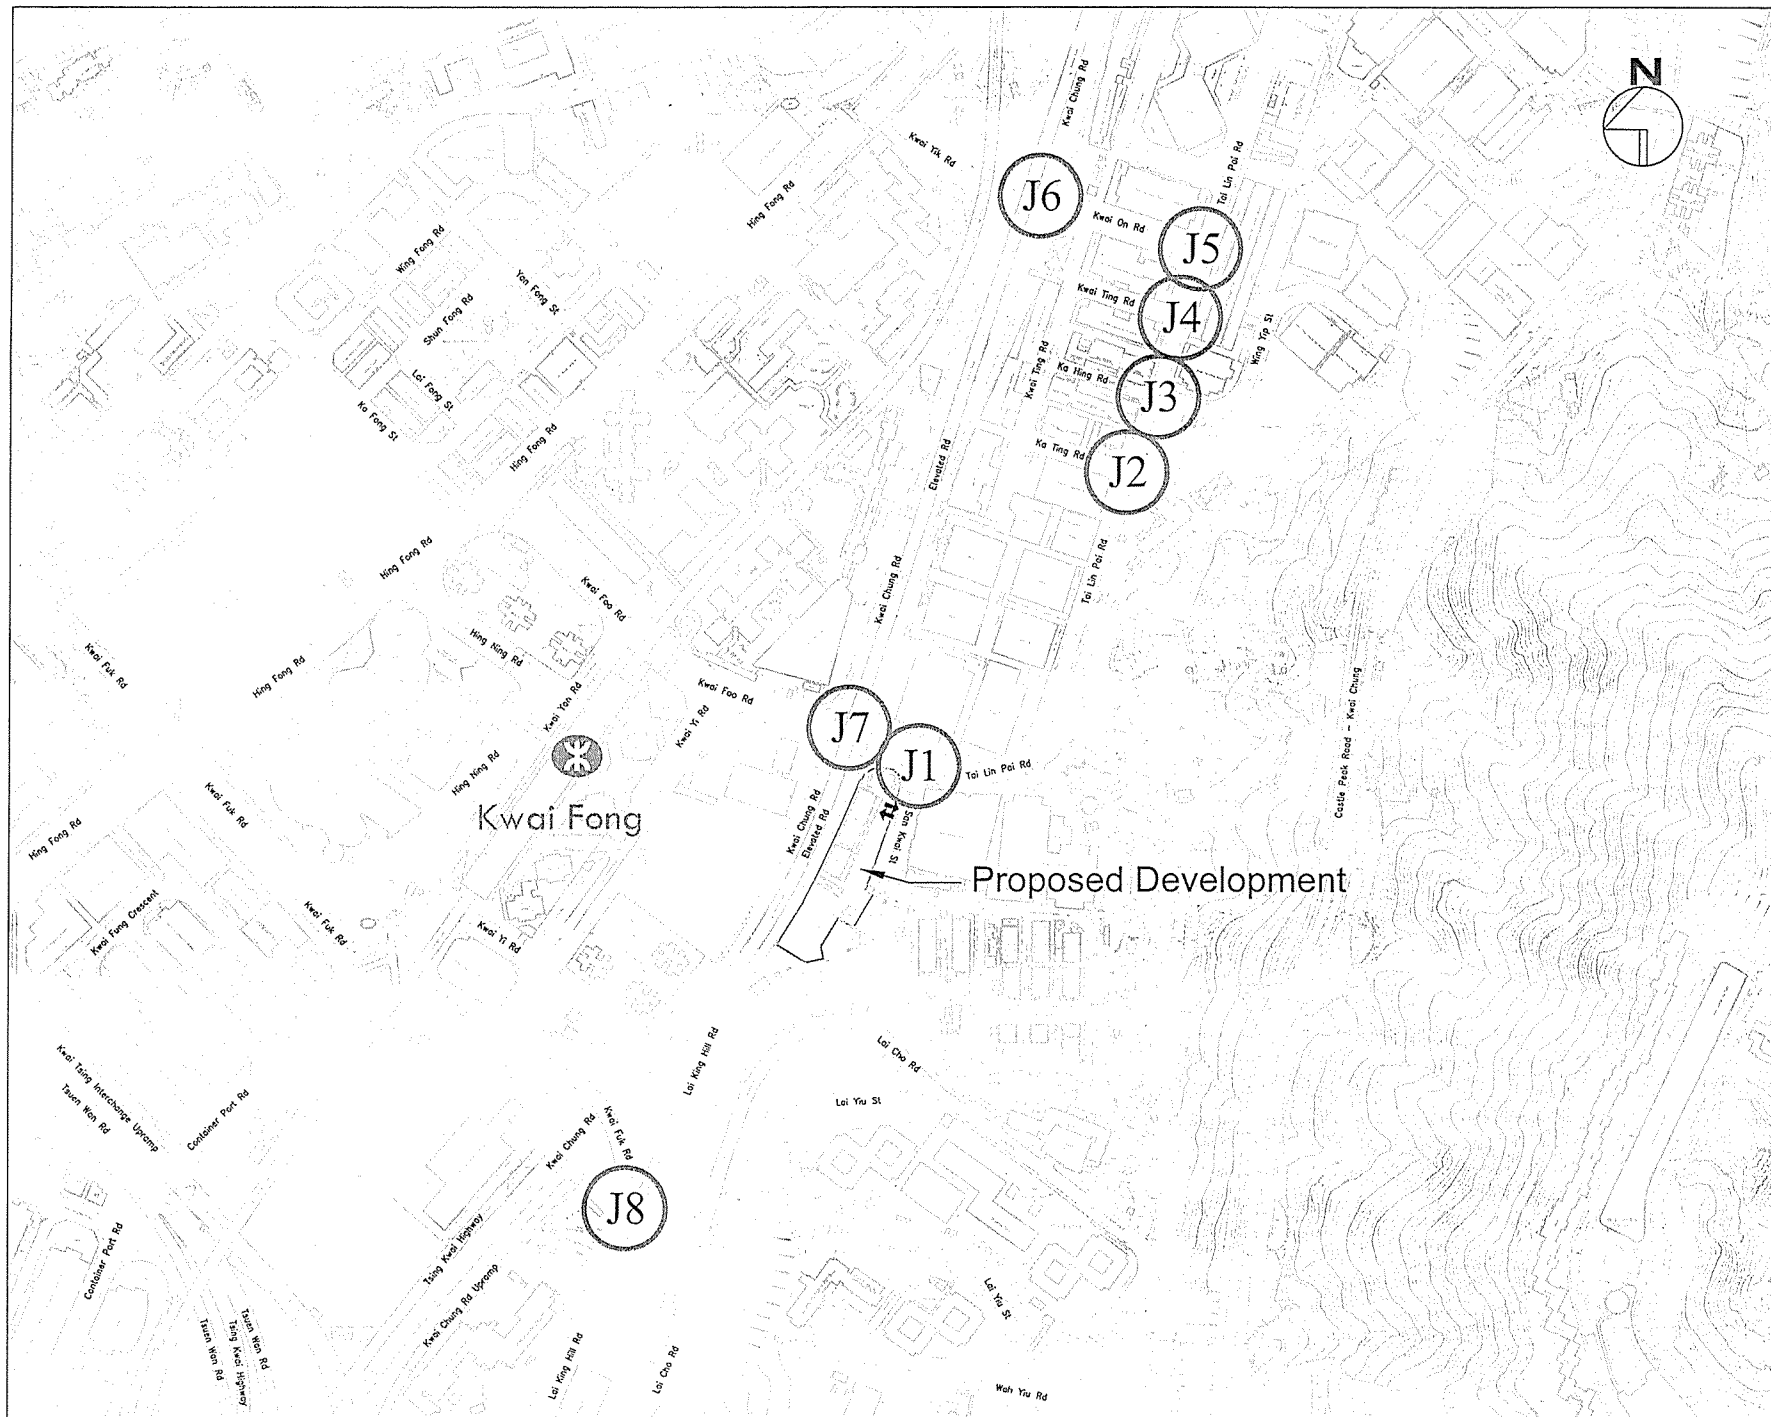 N
Kwai Chung Rd
Kwai Yik Rd
Tai Lin Pai Rd
J6
Hing Fong Rd
Kwai On Rd
J5
Wing Fong Rd
Yan Fong St
Kwai Ting Rd
J4
Shun Fong Rd
Wing Yip St
Kwai Ting Rd
Ka Hing Rd
J3
Lai Fong St
Ka Fong St
Hing Fong Rd
Elevated Rd
Ka Ting Rd
J2
Hing Fong Rd
Kwai Chung Rd
Tai Lin Pai Rd
Kwai Foo Rd
Hing Ning Rd
Kwai Fuk Rd
Hing Fong Rd
Kwai Yan Rd
Kwai Foo Rd
Kwai Yi Rd
J7
Castle Peak Road - Kwai Chung
J1
Tai Lin Pai Rd
Hing Ning Rd
Kwai Fong
Kwai Fuk Rd
Kwai Chung Rd
Elevated Rd
San Kwai St
Hing Fong Rd
Proposed Development
Kwai Fung Crescent
Kwai Fuk Rd
Kwai Yi Rd
Lai King Hill Rd
Lai Cho Rd
Kwai Tsing Interchange Upramp
Tsuen Wan Rd
Container Port Rd
Lai Yiu St
Kwai Chung Rd
Kwai Fuk Rd
J8
Container Port Rd
Tsing Kwai Highway
Kwai Chung Rd Upramp
Lai Yiu St
Tsuen Wan Rd
Tsing Kwai Highway
Tsuen Wan Rd
Lai King Hill Rd
Lai Cho Rd
Wah Yiu Rd